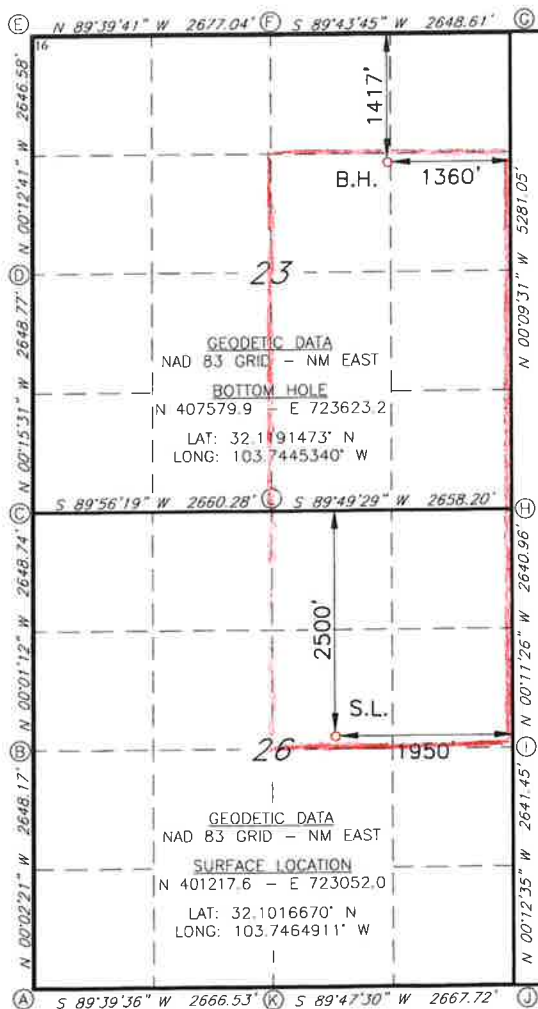 E N 89°39'41" W 2677.04' F S 89°43'45" W 2648.61' G
16
N 00°12'41" W 2646.58'
1417'
B.H.
1360'
N 00°09'31" W 5281.05'
D
23
GEODETIC DATA
NAD 83 GRID - NM EAST
BOTTOM HOLE
N 407579.9 - E 723623.2
LAT: 32.1191473° N
LONG: 103.7445340° W
N 00°15'31" W 2648.77'
C S 89°56'19" W 2660.28' L S 89°49'29" W 2658.20' H
N 00°01'12" W 2648.74'
2500'
N 00°11'26" W 2640.96'
S.L.
B
26
1950'
I
GEODETIC DATA
NAD 83 GRID - NM EAST
SURFACE LOCATION
N 401217.6 - E 723052.0
LAT: 32.1016670° N
LONG: 103.7464911° W
N 00°02'21" W 2648.17'
N 00°12'35" W 2641.45'
A S 89°39'36" W 2666.53' K S 89°47'30" W 2667.72' J